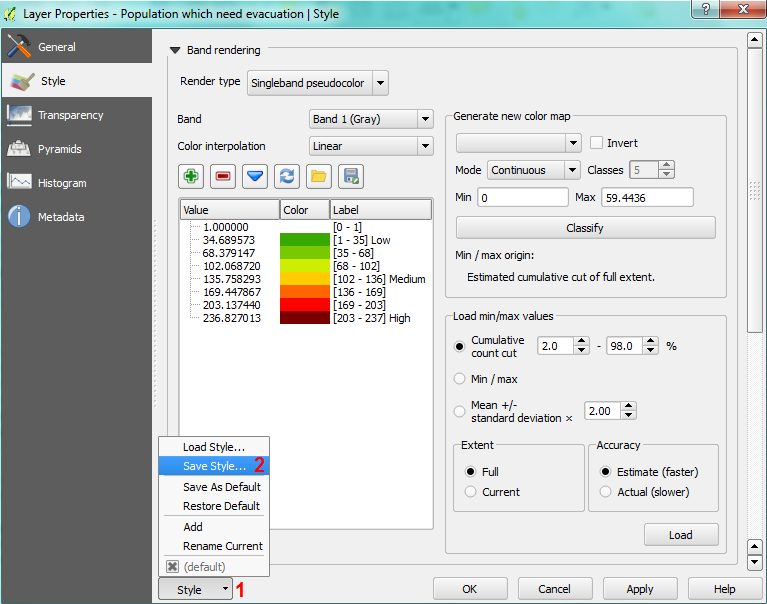 Layer Properties - Population which need evacuation | Style
?
General
Style
Transparency
Pyramids
Histogram
Metadata
Band rendering
Render type Singleband pseudocolor
Band Band 1 (Gray)
Color interpolation Linear
Value Color Label
1.000000 [0 - 1]
34.689573 [1 - 35] Low
68.379147 [35 - 68]
102.068720 [68 - 102]
135.758293 [102 - 136] Medium
169.447867 [136 - 169]
203.137440 [169 - 203]
236.827013 [203 - 237] High
Generate new color map
Invert
Mode Continuous Classes 5
Min 0 Max 59.4436
Classify
Min / max origin:
Estimated cumulative cut of full extent.
Load min/max values
Cumulative
count cut 2.0 - 98.0 %
Min / max
Mean +/-
standard deviation × 2.00
Extent
Full
Current
Accuracy
Estimate (faster)
Actual (slower)
Load
Load Style...
Save Style... 2
Save As Default
Restore Default
Add
Rename Current
(default)
Style 1
OK Cancel Apply Help